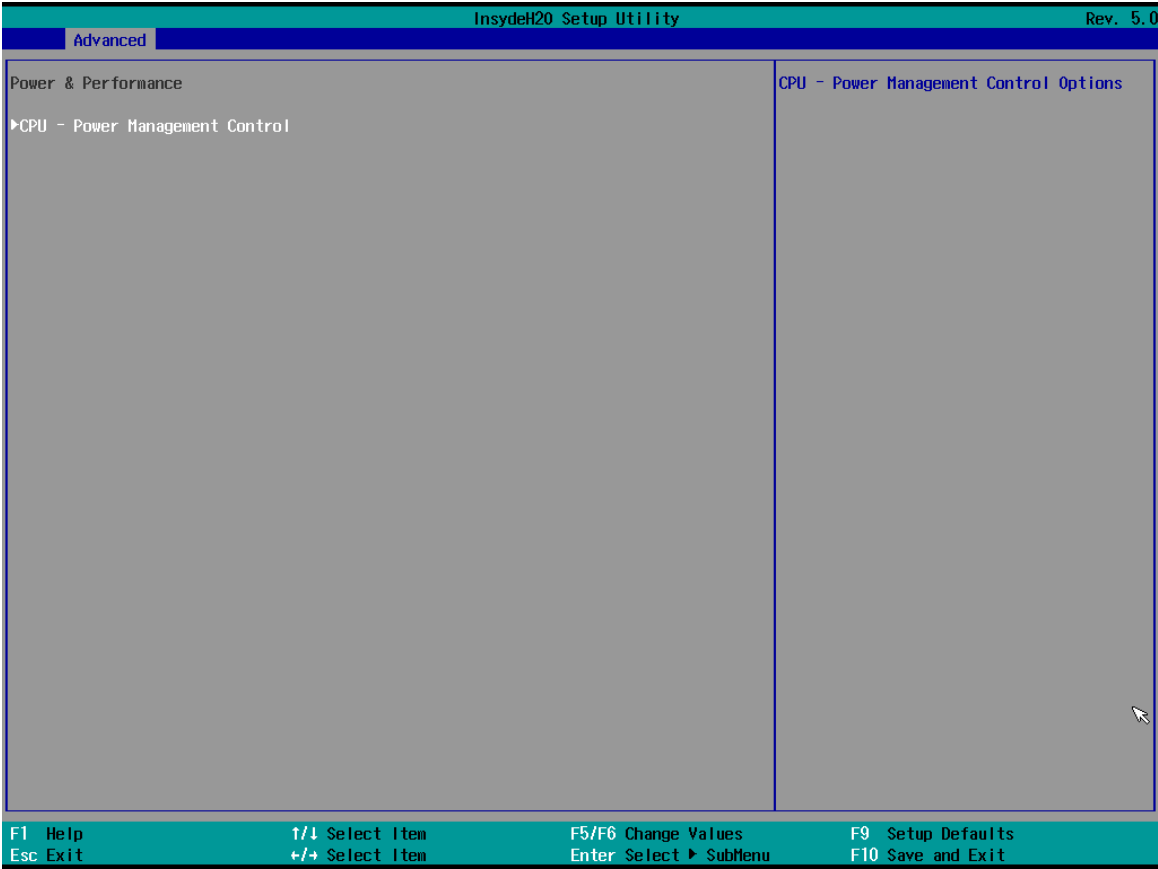 InsydeH20 Setup Utility Rev. 5.0
Advanced
Power & Performance
CPU - Power Management Control Options
▶CPU - Power Management Control
F1 Help ↑/↓ Select Item F5/F6 Change Values F9 Setup Defaults
Esc Exit ←/→ Select Item Enter Select ▶ SubMenu F10 Save and Exit